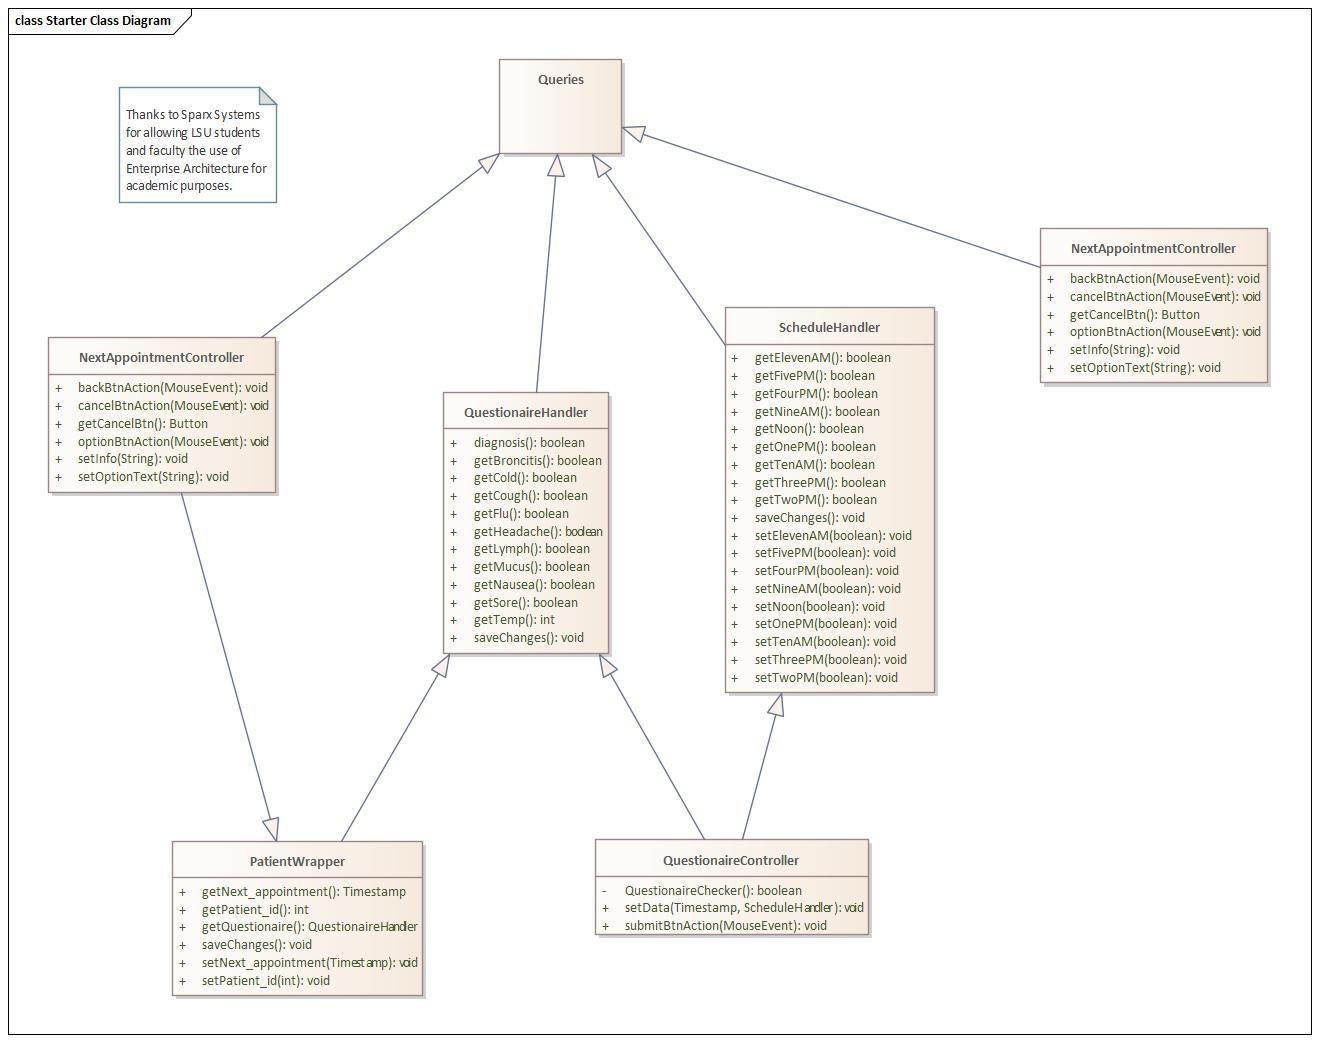 class Starter Class Diagram
Thanks to Sparx Systems
for allowing LSU students
and faculty the use of
Enterprise Architecture for
academic purposes.
Queries
NextAppointmentController
+ backBtnAction(MouseEvent): void
+ cancelBtnAction(MouseEvent): void
+ getCancelBtn(): Button
+ optionBtnAction(MouseEvent): void
+ setInfo(String): void
+ setOptionText(String): void
QuestionaireHandler
+ diagnosis(): boolean
+ getBroncitis(): boolean
+ getCold(): boolean
+ getCough(): boolean
+ getFlu(): boolean
+ getHeadache(): boolean
+ getLymph(): boolean
+ getMucus(): boolean
+ getNausea(): boolean
+ getSore(): boolean
+ getTemp(): int
+ saveChanges(): void
ScheduleHandler
+ getElevenAM(): boolean
+ getFivePM(): boolean
+ getFourPM(): boolean
+ getNineAM(): boolean
+ getNoon(): boolean
+ getOnePM(): boolean
+ getTenAM(): boolean
+ getThreePM(): boolean
+ getTwoPM(): boolean
+ saveChanges(): void
+ setElevenAM(boolean): void
+ setFivePM(boolean): void
+ setFourPM(boolean): void
+ setNineAM(boolean): void
+ setNoon(boolean): void
+ setOnePM(boolean): void
+ setTenAM(boolean): void
+ setThreePM(boolean): void
+ setTwoPM(boolean): void
NextAppointmentController
+ backBtnAction(MouseEvent): void
+ cancelBtnAction(MouseEvent): void
+ getCancelBtn(): Button
+ optionBtnAction(MouseEvent): void
+ setInfo(String): void
+ setOptionText(String): void
PatientWrapper
+ getNext_appointment(): Timestamp
+ getPatient_id(): int
+ getQuestionaire(): QuestionaireHandler
+ saveChanges(): void
+ setNext_appointment(Timestamp): void
+ setPatient_id(int): void
QuestionaireController
- QuestionaireChecker(): boolean
+ setData(Timestamp, ScheduleHandler): void
+ submitBtnAction(MouseEvent): void